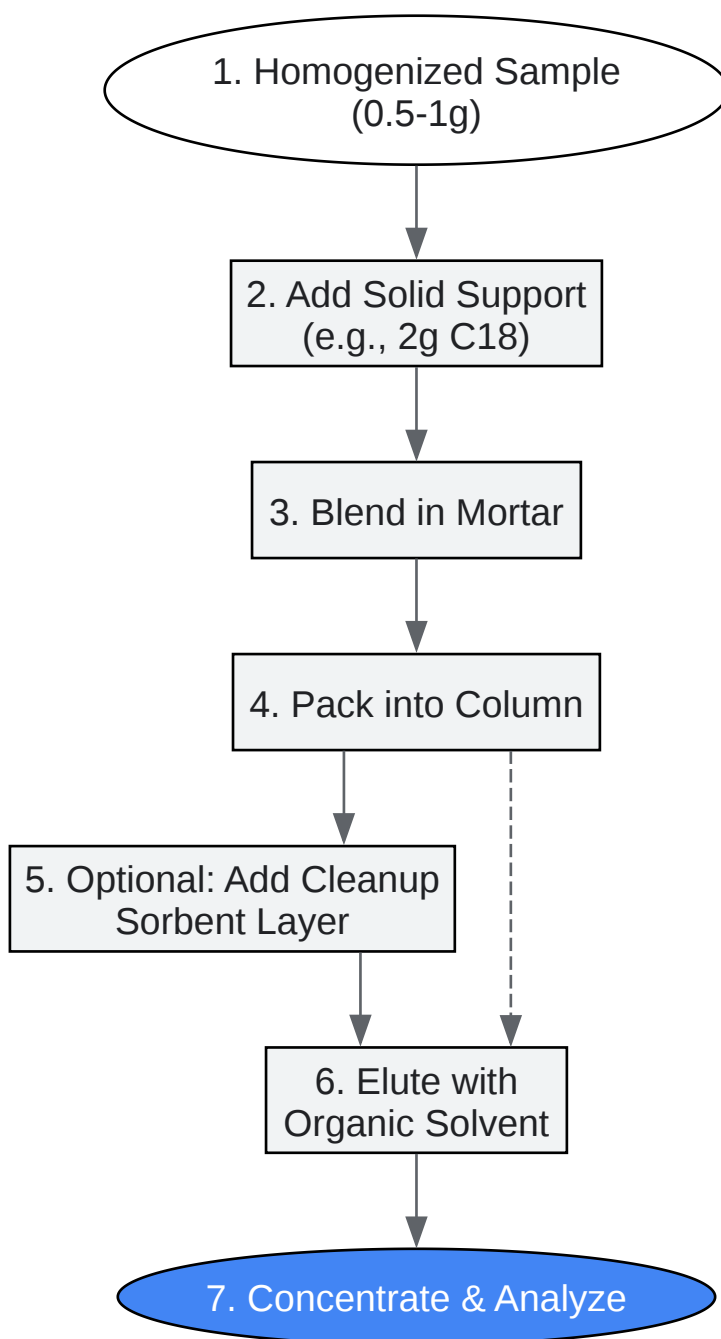 1. Homogenized Sample
(0.5-1g)
2. Add Solid Support
(e.g., 2g C18)
3. Blend in Mortar
4. Pack into Column
5. Optional: Add Cleanup
Sorbent Layer
6. Elute with
Organic Solvent
7. Concentrate & Analyze